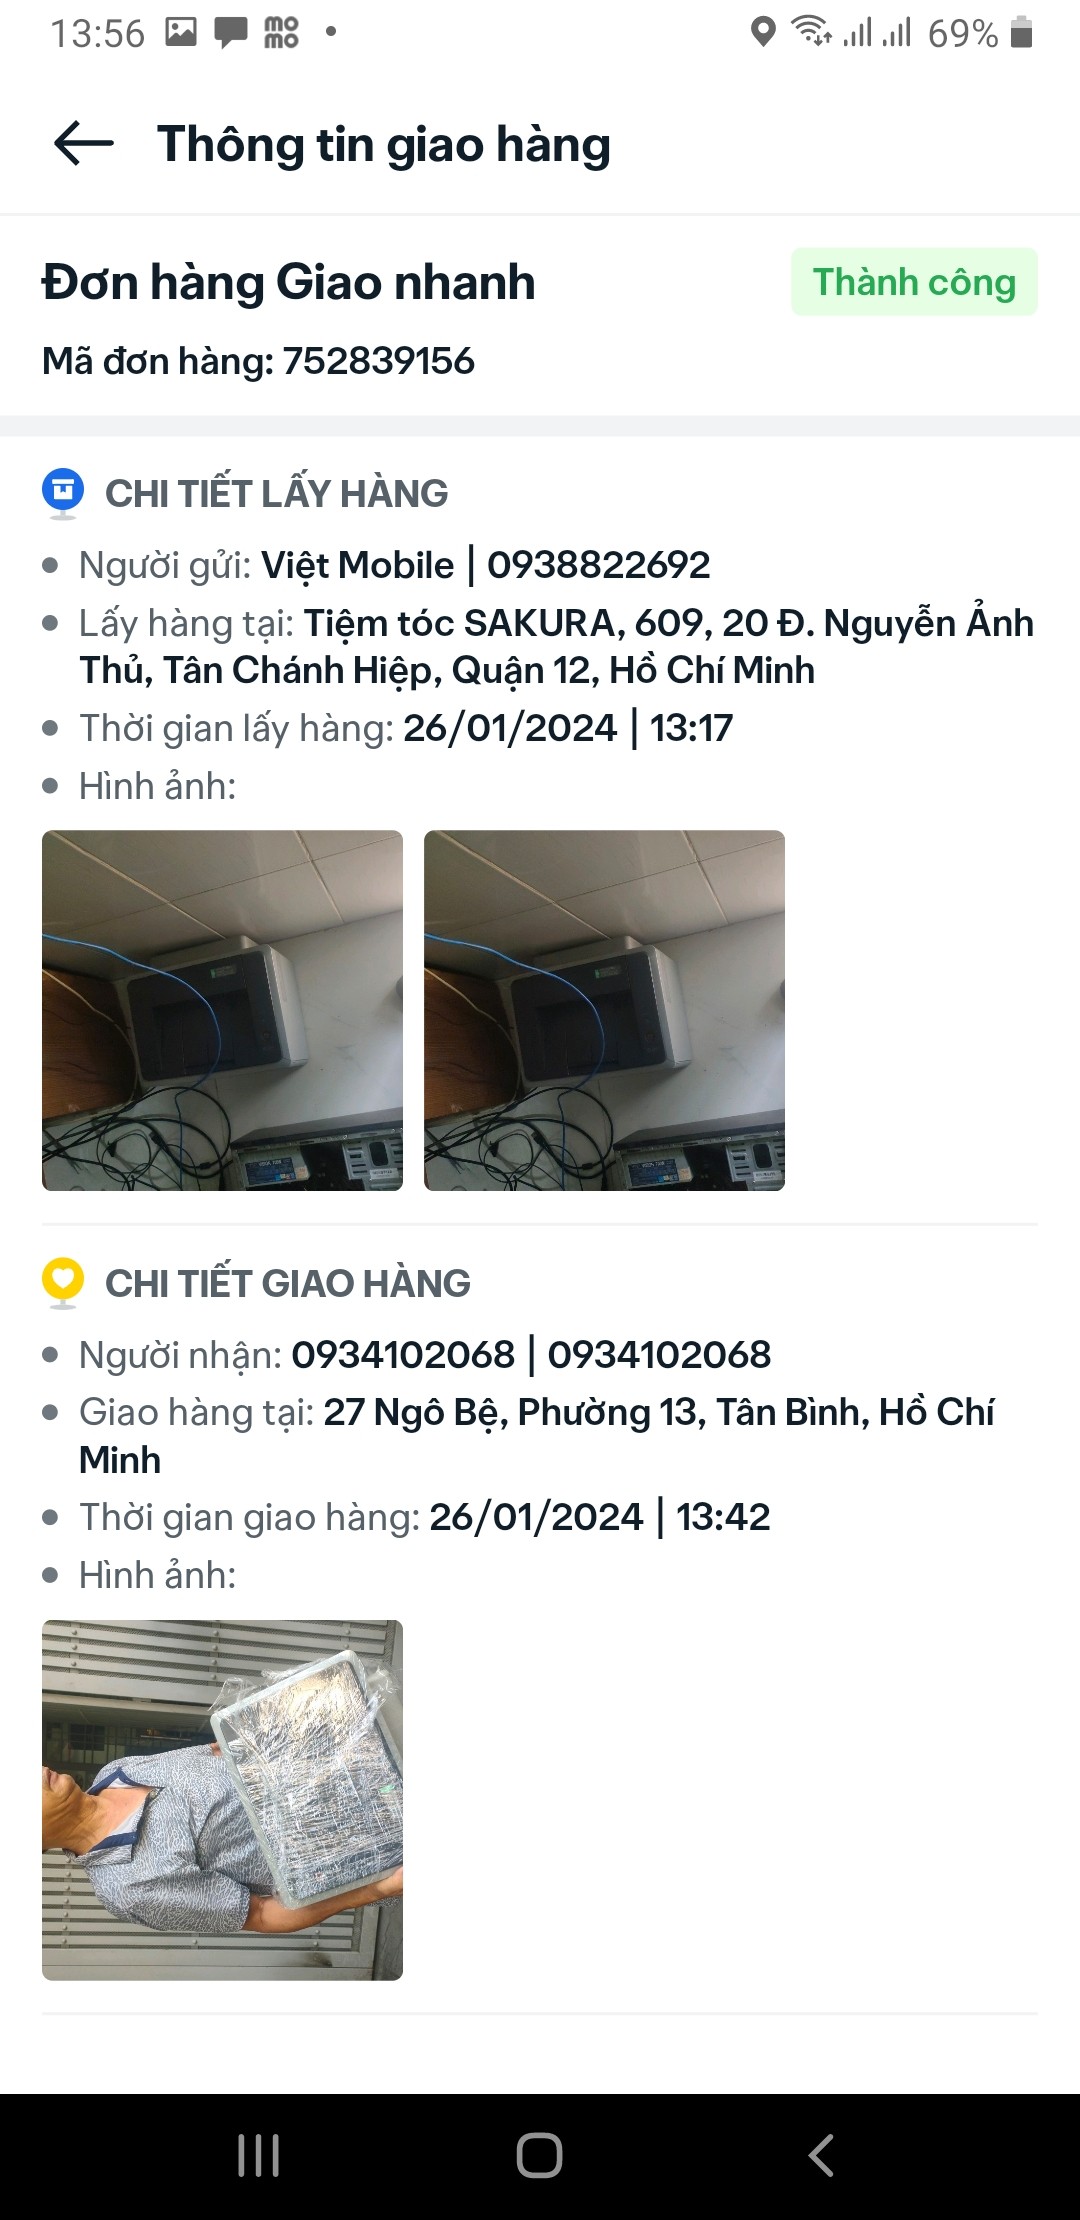 13:56
mo
mo
69%
Thông tin giao hàng
Đơn hàng Giao nhanh
Thành công
Mã đơn hàng: 752839156
CHI TIẾT LẤY HÀNG
Người gửi: Việt Mobile | 0938822692
Lấy hàng tại: Tiệm tóc SAKURA, 609, 20 Đ. Nguyễn Ảnh
Thủ, Tân Chánh Hiệp, Quận 12, Hồ Chí Minh
Thời gian lấy hàng: 26/01/2024 | 13:17
Hình ảnh:
CHI TIẾT GIAO HÀNG
Người nhận: 0934102068 | 0934102068
Giao hàng tại: 27 Ngô Bệ, Phường 13, Tân Bình, Hồ Chí
Minh
Thời gian giao hàng: 26/01/2024 | 13:42
Hình ảnh: